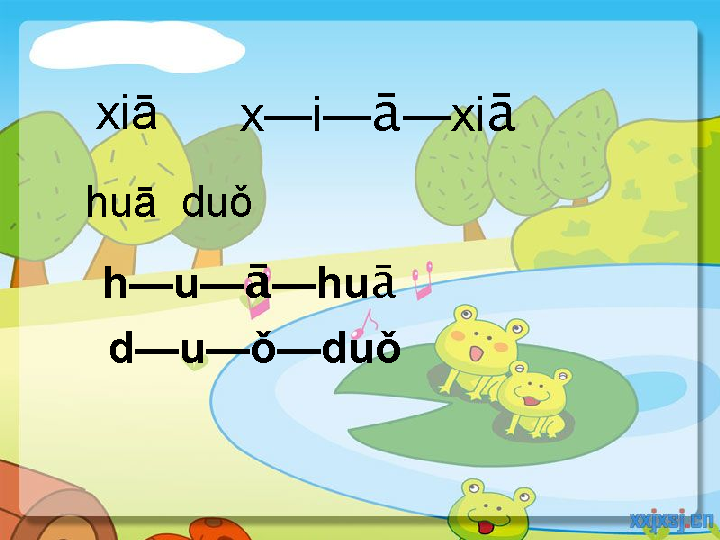 xiā x—i—ā—xiā
huā duǒ
h—u—ā—huā
d—u—ǒ—duǒ
xxjxsj.cn